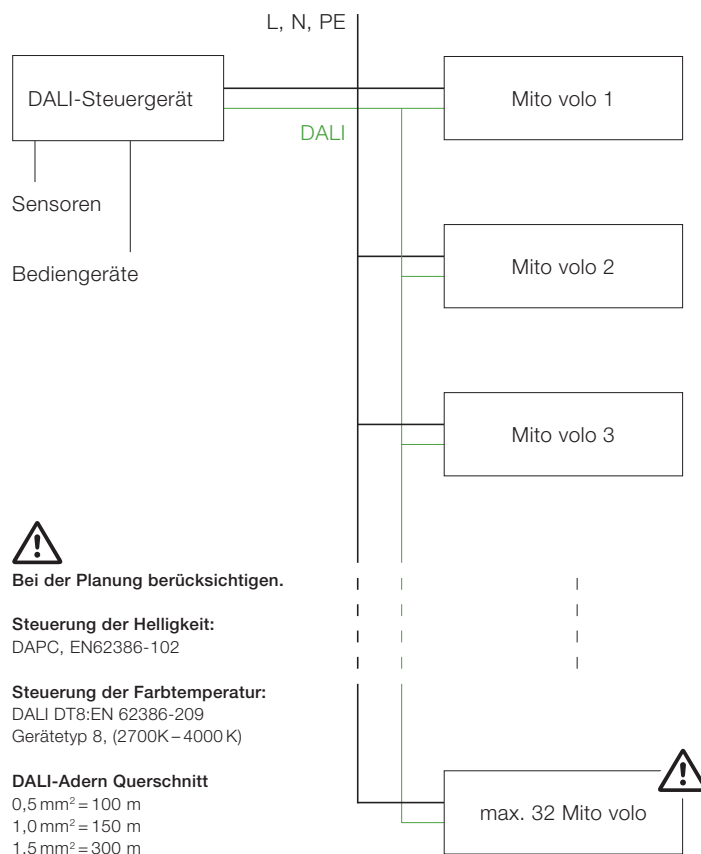 L, N, PE
DALI-Steuergerät
Mito volo 1
DALI
Sensoren
Bediengeräte
Mito volo 2
Mito volo 3
Bei der Planung berücksichtigen.
Steuerung der Helligkeit:
DAPC, EN62386-102
Steuerung der Farbtemperatur:
DALI DT8:EN 62386-209
Gerätetyp 8, (2700K – 4000 K)
DALI-Adern Querschnitt
0,5 mm² = 100 m
1,0 mm² = 150 m
1,5 mm² = 300 m
max. 32 Mito volo